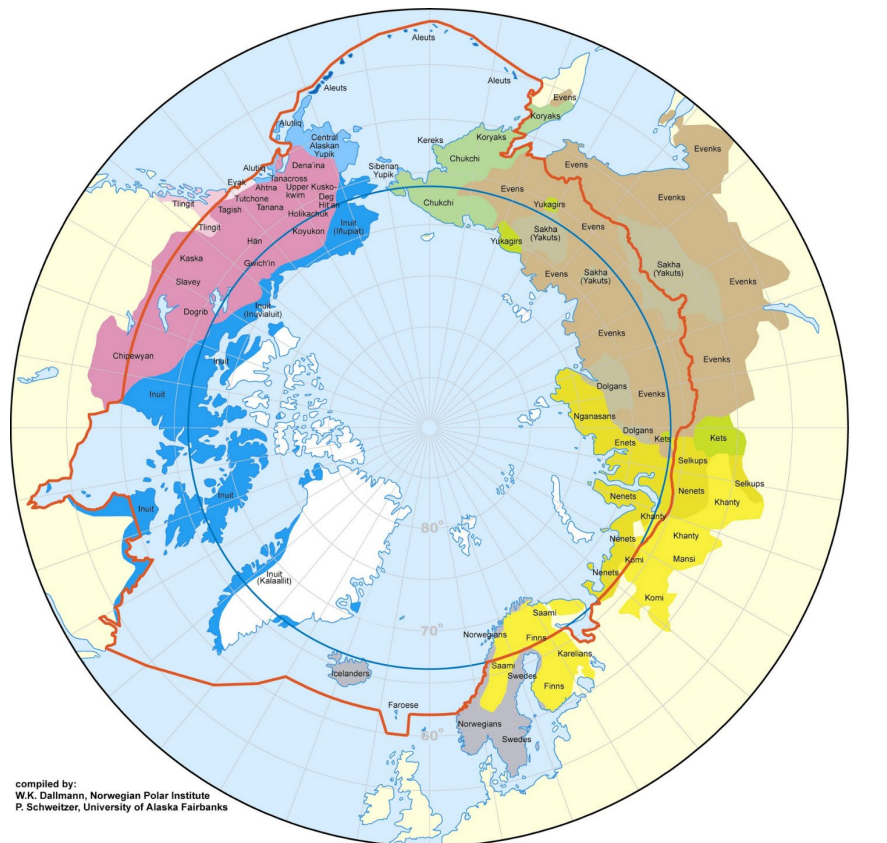 Aleuts
Aleuts
Aleuts
Evens
Koryaks
Alutiiq
Central
Alaskan
Yupik
Kereks
Koryaks
Chukchi
Evenks
Siberian
Yupik
Evens
Alutiiq
Dena'ina
Eyak
Tanacross
Ahtna
Upper Kusko-
kwim
Deg
Hit'an
Tutchone
Tanana
Holikachuk
Tlingit
Tagish
Tlingit
Koyukon
Inuit
(Iñupiat)
Chukchi
Evens
Yukagirs
Evenks
Evens
Sakha
(Yakuts)
Yukagirs
Han
Kaska
Gwich'in
Slavey
Inuit
(Inuvialuit)
Dogrib
Evens
Sakha
(Yakuts)
Sakha
(Yakuts)
Evenks
Evenks
Chipewyan
Inuit
Inuit
Evenks
Dolgans
Evenks
Nganasans
Dolgans
Enets
Kets
Kets
Selkups
Selkups
Inuit
Inuit
Nenets
Nenets
Khanty
Khanty
80°
Nenets
Khanty
Komi
Mansi
Inuit
(Kalaallit)
Nenets
Komi
Saami
70°
Norwegians
Finns
Karelians
Saami
Swedes
Finns
Icelanders
Faroese
Norwegians
60°
Swedes
compiled by:
W.K. Dallmann, Norwegian Polar Institute
P. Schweitzer, University of Alaska Fairbanks